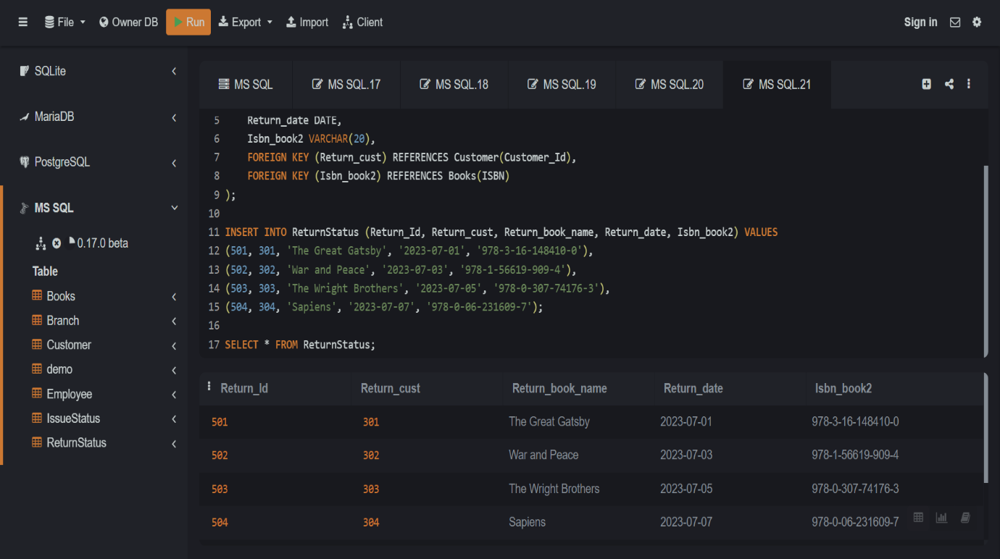 File Owner DB Run Export Import Client Sign in
SQLite
MariaDB
PostgreSQL
MS SQL
0.17.0 beta
Table
Books
Branch
Customer
demo
Employee
IssueStatus
ReturnStatus
MS SQL MS SQL.17 MS SQL.18 MS SQL.19 MS SQL.20 MS SQL.21
5 Return_date DATE,
6 Isbn_book2 VARCHAR(20),
7 FOREIGN KEY (Return_cust) REFERENCES Customer(Customer_Id),
8 FOREIGN KEY (Isbn_book2) REFERENCES Books(ISBN)
9 );
10
11 INSERT INTO ReturnStatus (Return_Id, Return_cust, Return_book_name, Return_date, Isbn_book2) VALUES
12 (501, 301, 'The Great Gatsby', '2023-07-01', '978-3-16-148410-0'),
13 (502, 302, 'War and Peace', '2023-07-03', '978-1-56619-909-4'),
14 (503, 303, 'The Wright Brothers', '2023-07-05', '978-0-307-74176-3'),
15 (504, 304, 'Sapiens', '2023-07-07', '978-0-06-231609-7');
16
17 SELECT * FROM ReturnStatus;
Return_Id Return_cust Return_book_name Return_date Isbn_book2
501 301 The Great Gatsby 2023-07-01 978-3-16-148410-0
502 302 War and Peace 2023-07-03 978-1-56619-909-4
503 303 The Wright Brothers 2023-07-05 978-0-307-74176-3
504 304 Sapiens 2023-07-07 978-0-06-231609-7